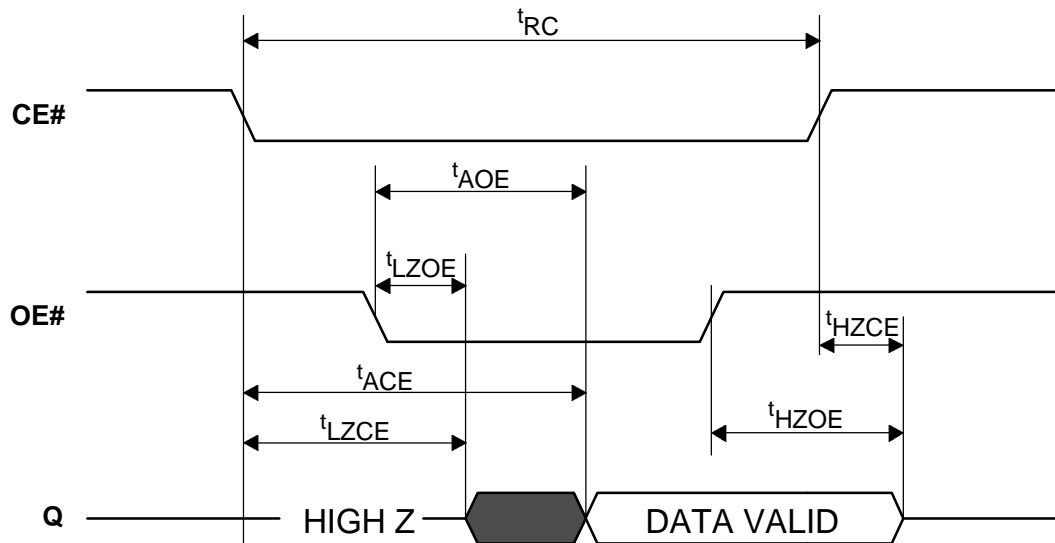 tRC
CE#
tAOE
tLZOE
OE#
tHZCE
tACE
tHZOE
tLZCE
Q
HIGH Z
DATA VALID